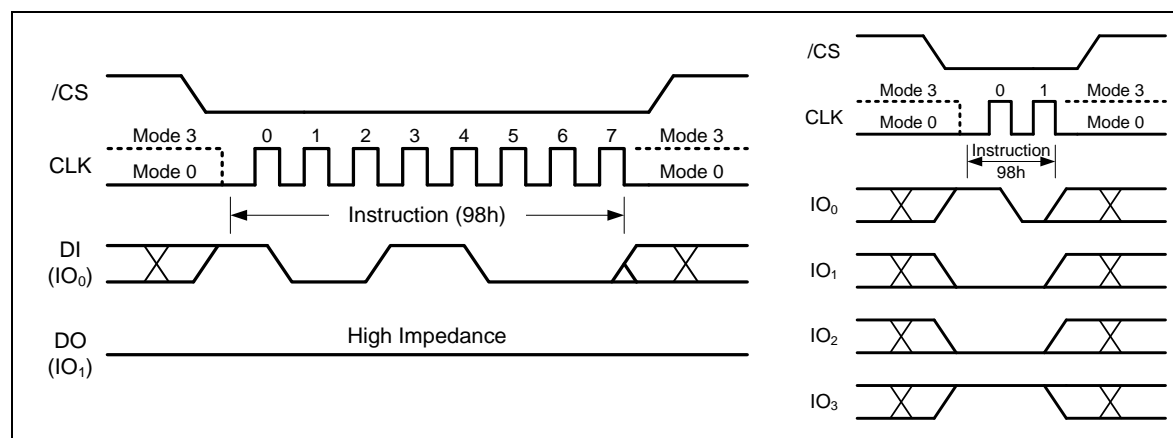 /CS
Mode 3
0 1 2 3 4 5 6 7
Mode 3
CLK
Mode 0
Mode 0
Instruction (98h)
DI
(IO0)
High Impedance
DO
(IO1)
/CS
Mode 3
0 1
Mode 3
CLK
Mode 0
Mode 0
Instruction
98h
IO0
IO1
IO2
IO3